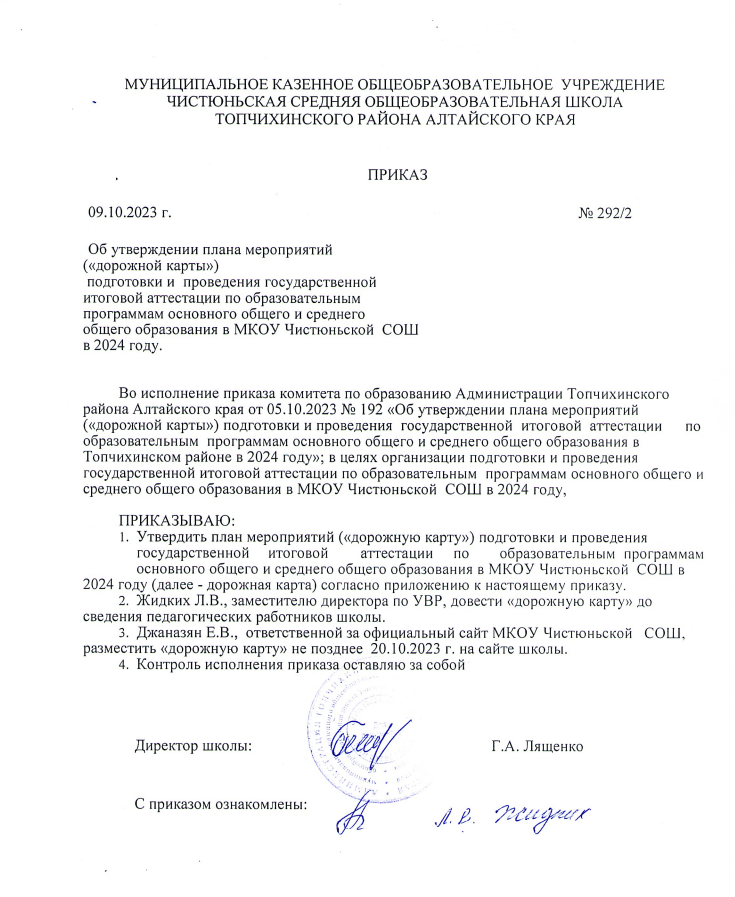 МУНИЦИПАЛЬНОЕ КАЗЕННОЕ ОБЩЕОБРАЗОВАТЕЛЬНОЕ УЧРЕЖДЕНИЕ
ЧИСТЮНЬСКАЯ СРЕДНЯЯ ОБЩЕОБРАЗОВАТЕЛЬНАЯ ШКОЛА
ТОПЧИХИНСКОГО РАЙОНА АЛТАЙСКОГО КРАЯ
ПРИКАЗ
09.10.2023 г. № 292/2
Об утверждении плана мероприятий
(«дорожной карты»)
подготовки и проведения государственной
итоговой аттестации по образовательным
программам основного общего и среднего
общего образования в МКОУ Чистюньской СОШ
в 2024 году.
Во исполнение приказа комитета по образованию Администрации Топчихинского
района Алтайского края от 05.10.2023 № 192 «Об утверждении плана мероприятий
(«дорожной карты») подготовки и проведения государственной итоговой аттестации по
образовательным программам основного общего и среднего общего образования в
Топчихинском районе в 2024 году»; в целях организации подготовки и проведения
государственной итоговой аттестации по образовательным программам основного общего и
среднего общего образования в МКОУ Чистюньской СОШ в 2024 году,
ПРИКАЗЫВАЮ:
1. Утвердить план мероприятий («дорожную карту») подготовки и проведения
государственной итоговой аттестации по образовательным программам
основного общего и среднего общего образования в МКОУ Чистюньской СОШ в
2024 году (далее - дорожная карта) согласно приложению к настоящему приказу.
2. Жидких Л.В., заместителю директора по УВР, довести «дорожную карту» до
сведения педагогических работников школы.
3. Джаназян Е.В., ответственной за официальный сайт МКОУ Чистюньской СОШ,
разместить «дорожную карту» не позднее 20.10.2023 г. на сайте школы.
4. Контроль исполнения приказа оставляю за собой
Директор школы: Г.А. Лященко
С приказом ознакомлены:
Л.В. Жидких